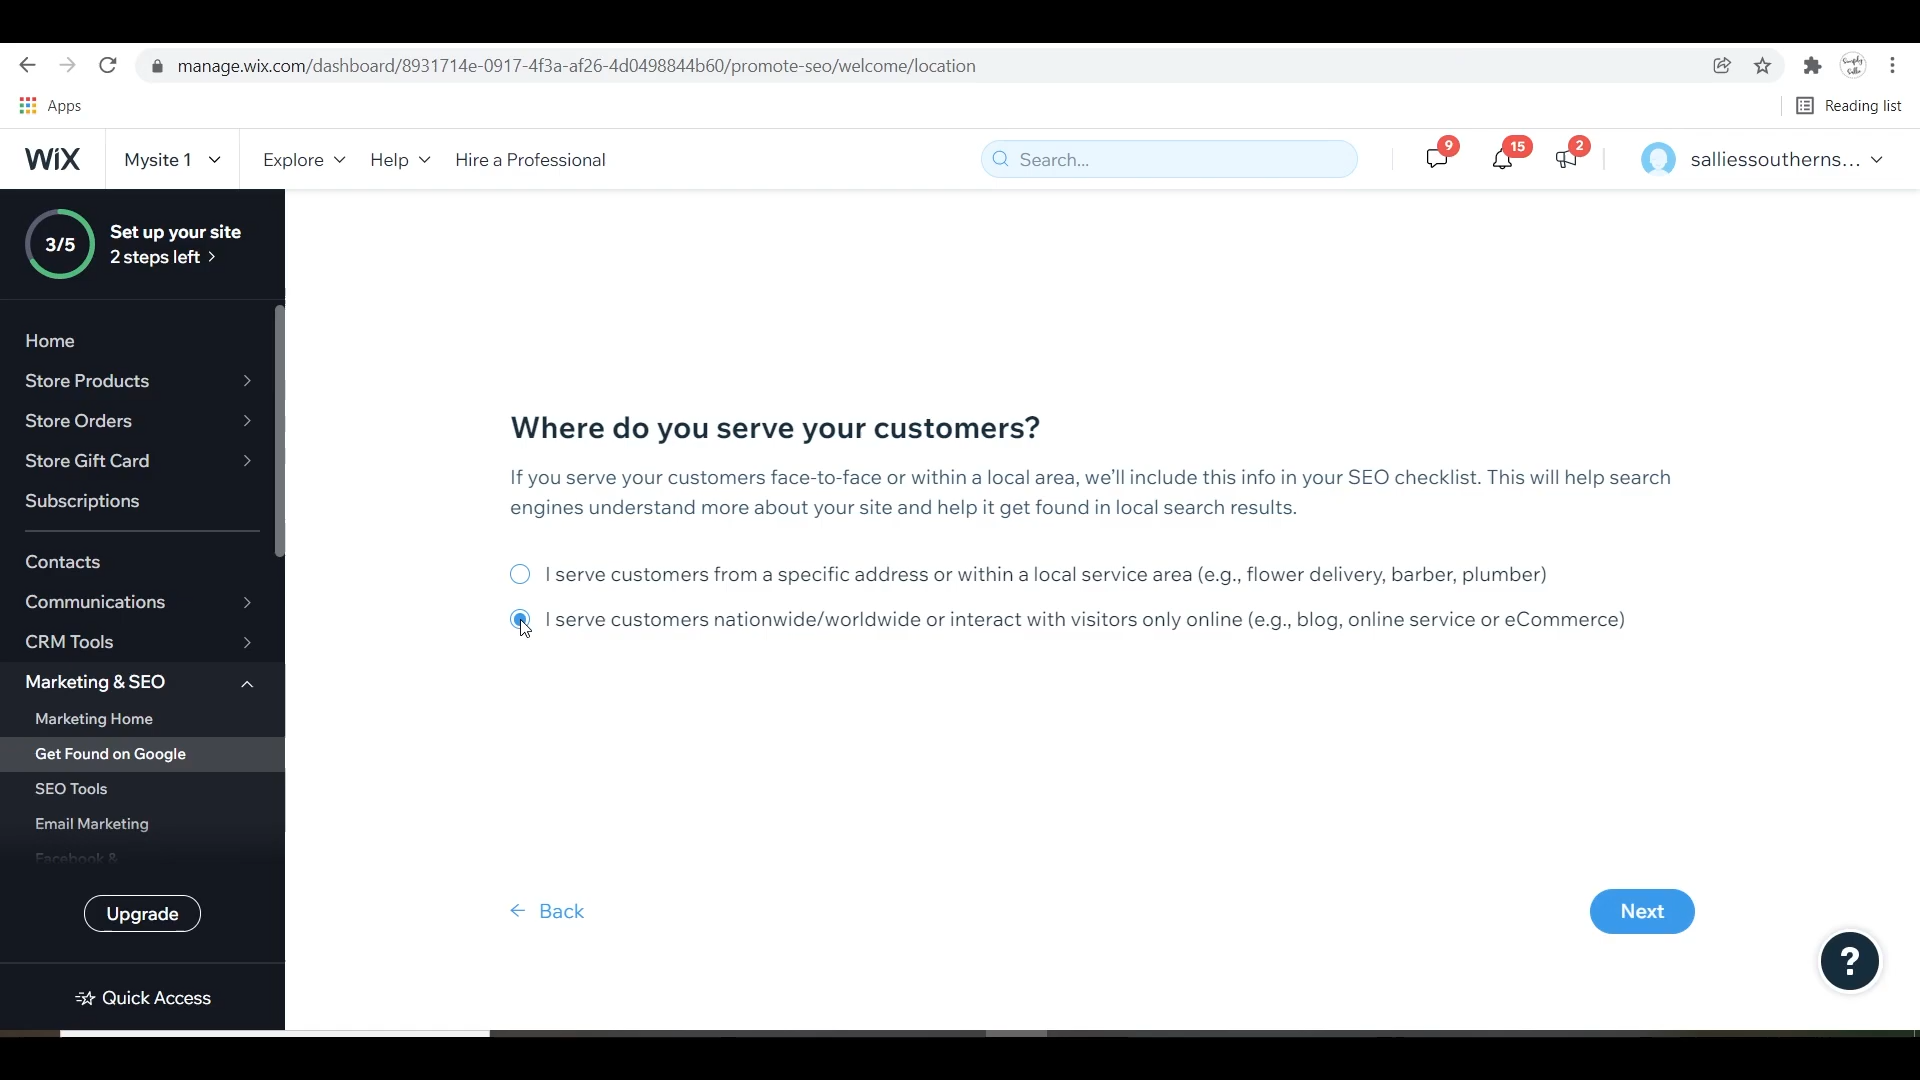 manage.wix.com/dashboard/8931714e-0917-4f3a-af26-4d0498844b60/promote-seo/welcome/location
Apps
Reading list
WiX
Mysite 1
Explore
Help
Hire a Professional
Search...
9
15
2
salliessoutherns...
3/5
Set up your site
2 steps left >
Home
Store Products
Store Orders
Store Gift Card
Subscriptions
Contacts
Communications
CRM Tools
Marketing & SEO
Marketing Home
Get Found on Google
SEO Tools
Email Marketing
Facebook &
Upgrade
Quick Access
Where do you serve your customers?
If you serve your customers face-to-face or within a local area, we'll include this info in your SEO checklist. This will help search
engines understand more about your site and help it get found in local search results.
I serve customers from a specific address or within a local service area (e.g., flower delivery, barber, plumber)
I serve customers nationwide/worldwide or interact with visitors only online (e.g., blog, online service or eCommerce)
Back
Next
?